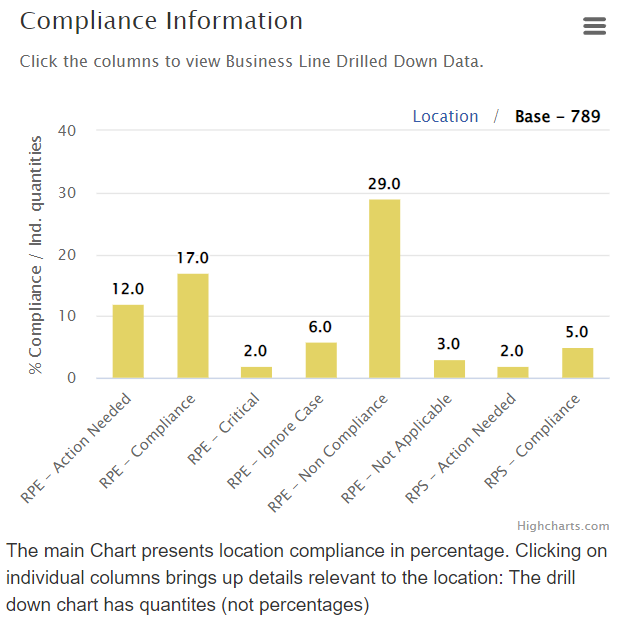 Compliance Information
Click the columns to view Business Line Drilled Down Data.
Location / Base – 789
% Compliance / Ind. quantities
40
30
20
10
0
12.0
17.0
2.0
6.0
29.0
3.0
2.0
5.0
RPE – Action Needed
RPE – Compliance
RPE – Critical
RPE – Ignore Case
RPE – Non Compliance
RPE – Not Applicable
RPS – Action Needed
RPS – Compliance
Highcharts.com
The main Chart presents location compliance in percentage. Clicking on
individual columns brings up details relevant to the location: The drill
down chart has quantites (not percentages)